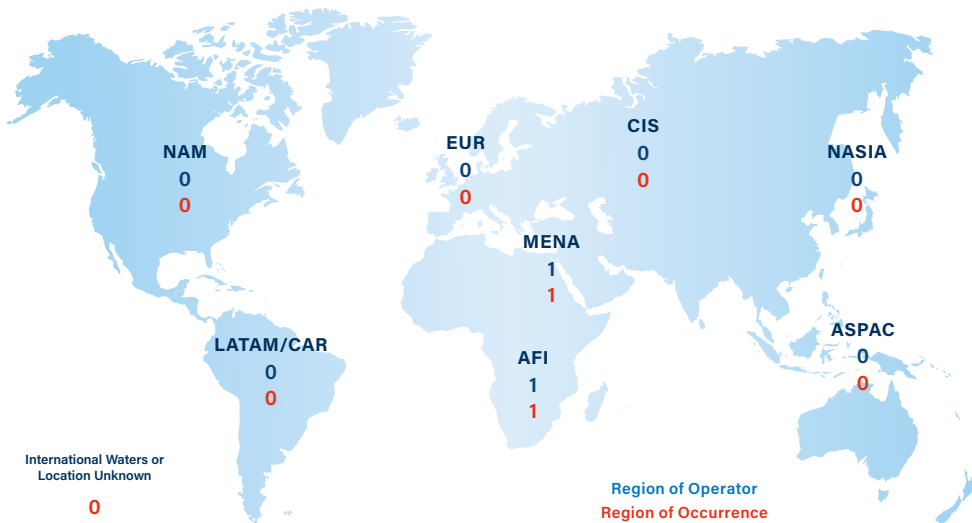 NAM
0
0
EUR
0
0
CIS
0
0
NASIA
0
0
MENA
1
1
LATAM/CAR
0
0
AFI
1
1
ASPAC
0
0
International Waters or
Location Unknown
0
Region of Operator
Region of Occurrence